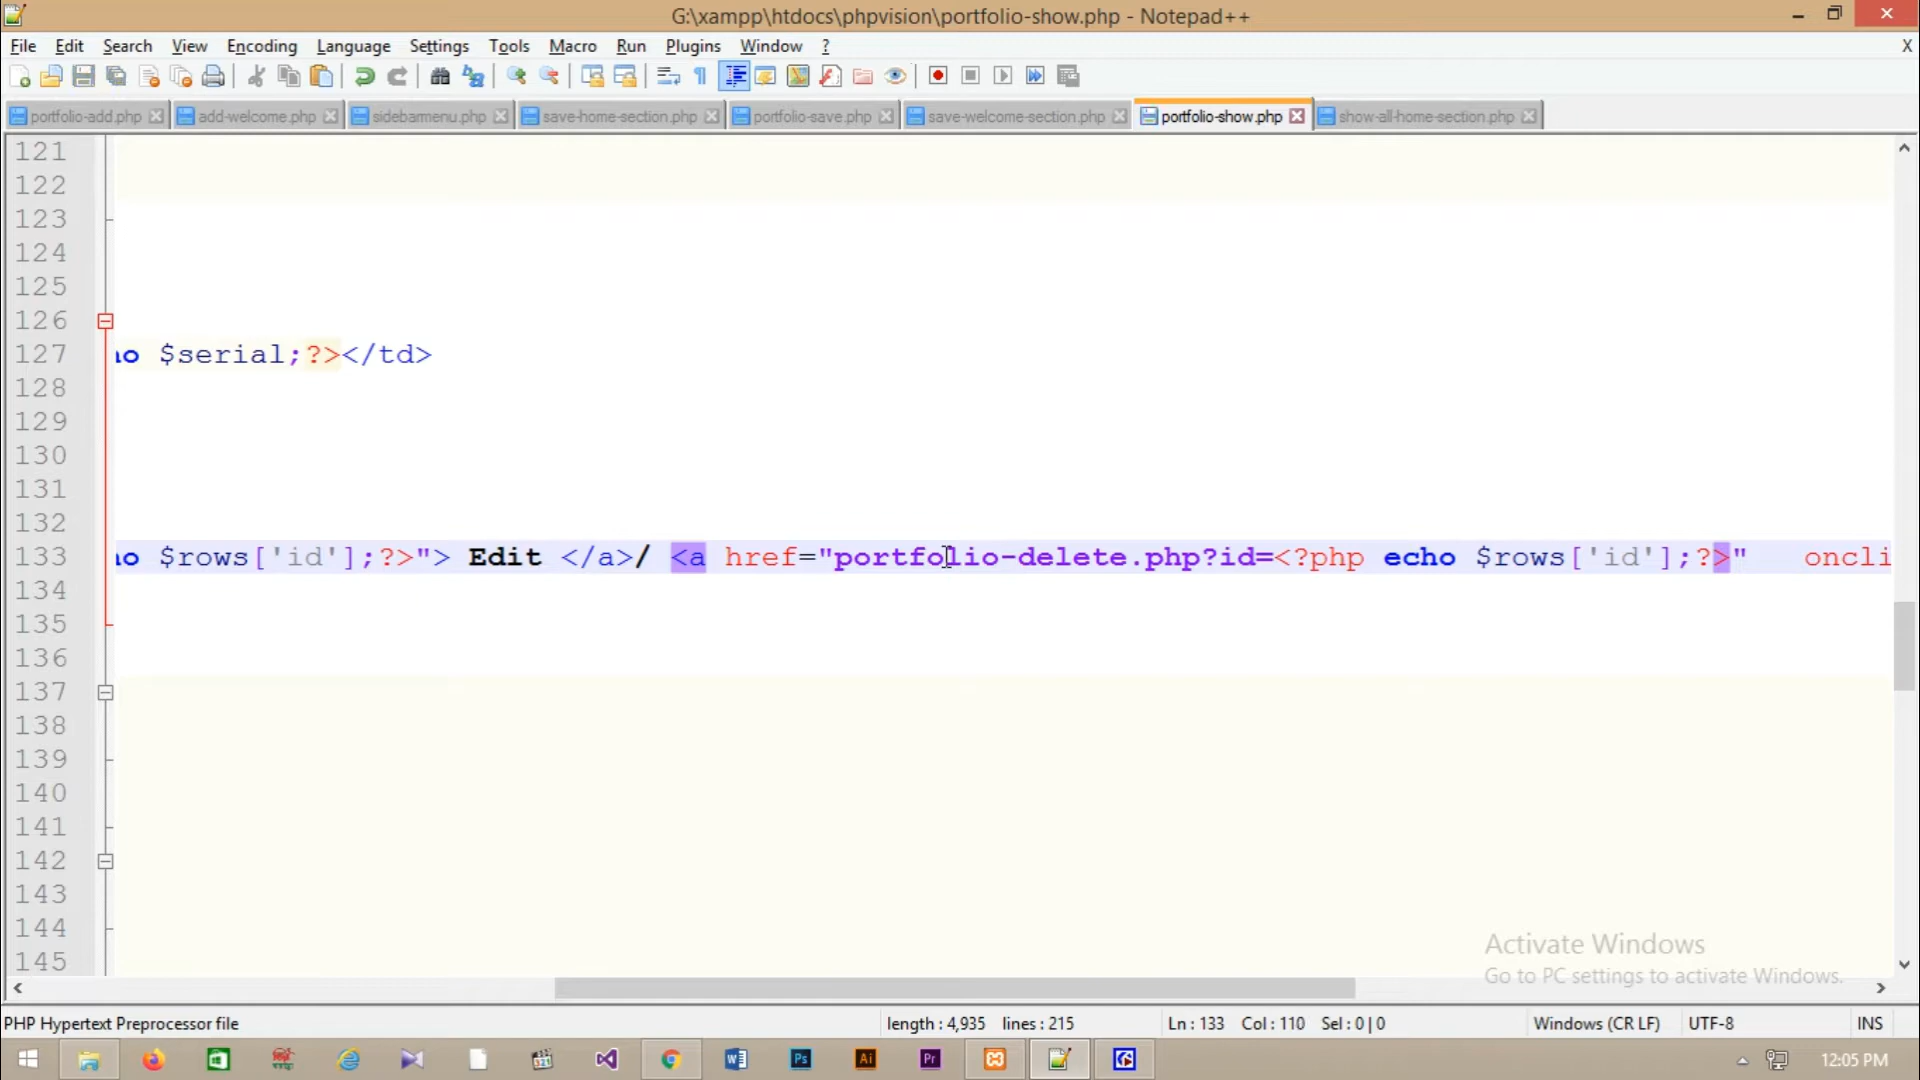 G:\xampp\htdocs\phpvision\portfolio-show.php - Notepad++
File Edit Search View Encoding Language Settings Tools Macro Run Plugins Window ? X
portfolio-add.php add-welcome.php sidebarmenu.php save-home-section.php portfolio-save.php save-welcome-section.php portfolio-show.php show-all-home-section.php
121
122
123
124
125
126
127 ho $serial;?></td>
128
129
130
131
132
133 ho $rows['id'];?>"> Edit </a>/ <a href="portfolio-delete.php?id=<?php echo $rows['id'];?>" oncli
134
135
136
137
138
139
140
141
142
143
144
145
Activate Windows
Go to PC settings to activate Windows.
PHP Hypertext Preprocessor file length : 4,935 lines : 215 Ln : 133 Col : 110 Sel : 0 | 0 Windows (CR LF) UTF-8 INS
Ps Ai Pr 12:05 PM